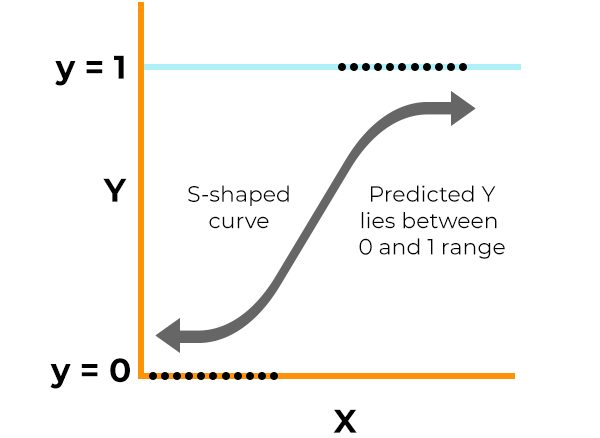 y = 1
Y
S-shaped
curve
Predicted Y
lies between
0 and 1 range
y = 0
X